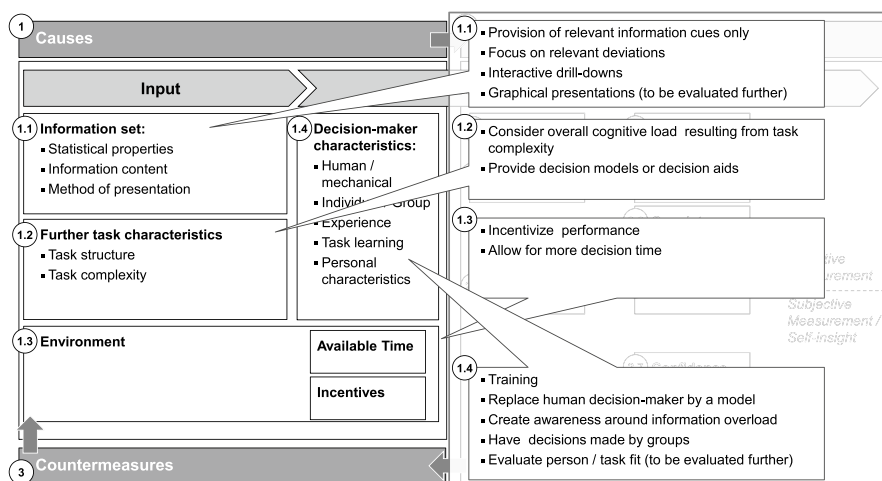 1
Causes
Input
1.1 Information set:
▪ Statistical properties
▪ Information content
▪ Method of presentation
1.4 Decision-maker
characteristics:
▪ Human /
mechanical
▪ Group
▪ Experience
▪ Task learning
▪ Personal
characteristics
1.2 Further task characteristics
▪ Task structure
▪ Task complexity
1.3 Environment
Available Time
Incentives
3
Countermeasures
1.1
▪ Provision of relevant information cues only
▪ Focus on relevant deviations
▪ Interactive drill-downs
▪ Graphical presentations (to be evaluated further)
1.2
▪ Consider overall cognitive load resulting from task
complexity
▪ Provide decision models or decision aids
1.3
▪ Incentivize performance
▪ Allow for more decision time
1.4
▪ Training
▪ Replace human decision-maker by a model
▪ Create awareness around information overload
▪ Have decisions made by groups
▪ Evaluate person / task fit (to be evaluated further)
Subjective
Measurement /
Self-insight